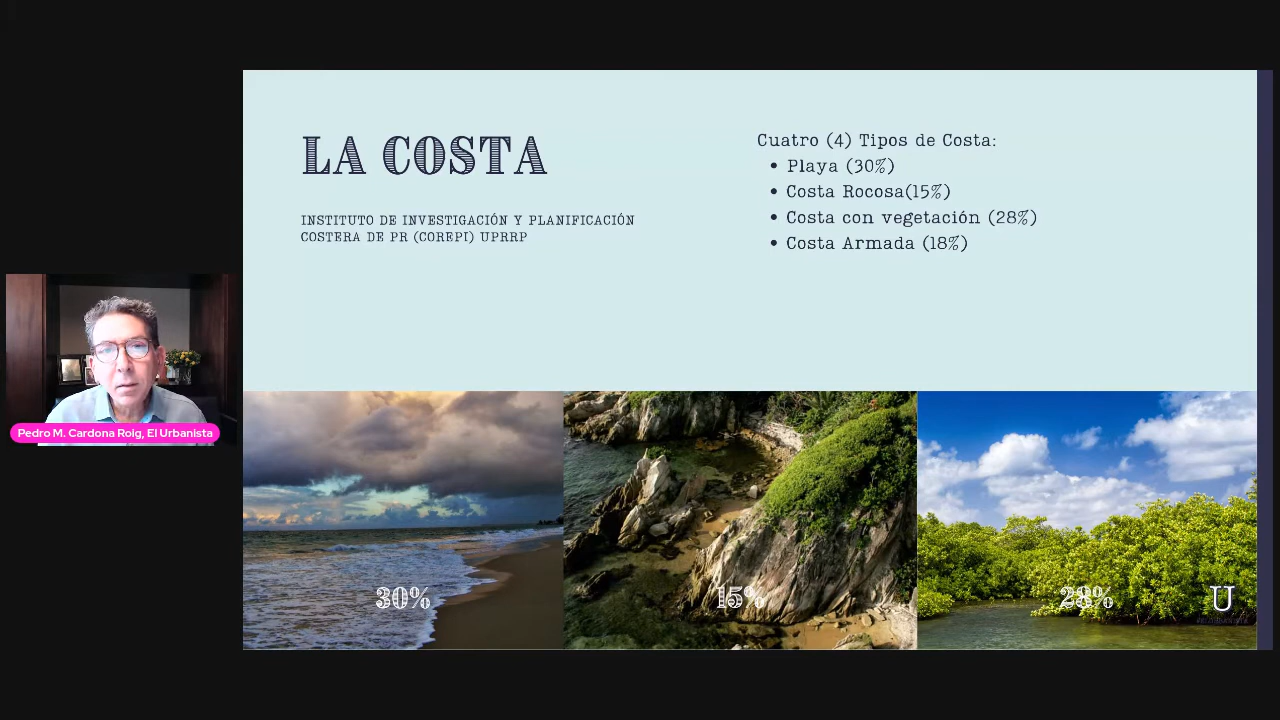 LA COSTA
INSTITUTO DE INVESTIGACIÓN Y PLANIFICACIÓN
COSTERA DE PR (COREPI) UPRRP
Cuatro (4) Tipos de Costa:
• Playa (30%)
• Costa Rocosa(15%)
• Costa con vegetación (28%)
• Costa Armada (18%)
Pedro M. Cardona Roig, El Urbanista
30%
15%
28%
U